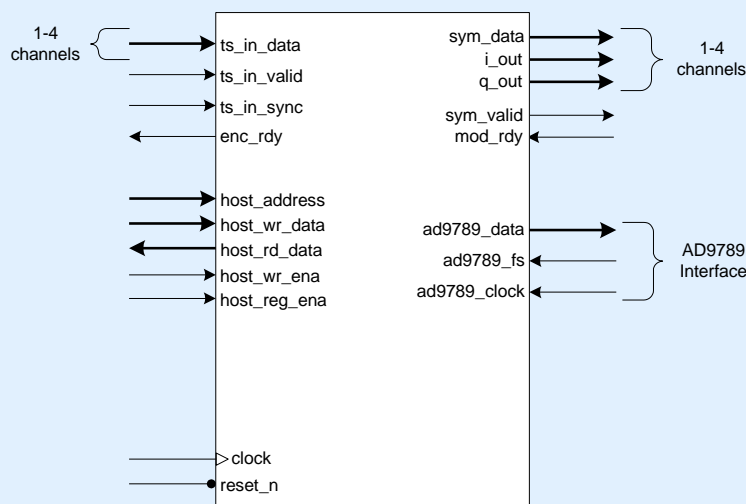 1-4
channels
ts_in_data
ts_in_valid
ts_in_sync
enc_rdy
host_address
host_wr_data
host_rd_data
host_wr_ena
host_reg_ena
clock
reset_n
sym_data
i_out
q_out
sym_valid
mod_rdy
1-4
channels
ad9789_data
ad9789_fs
ad9789_clock
AD9789
Interface